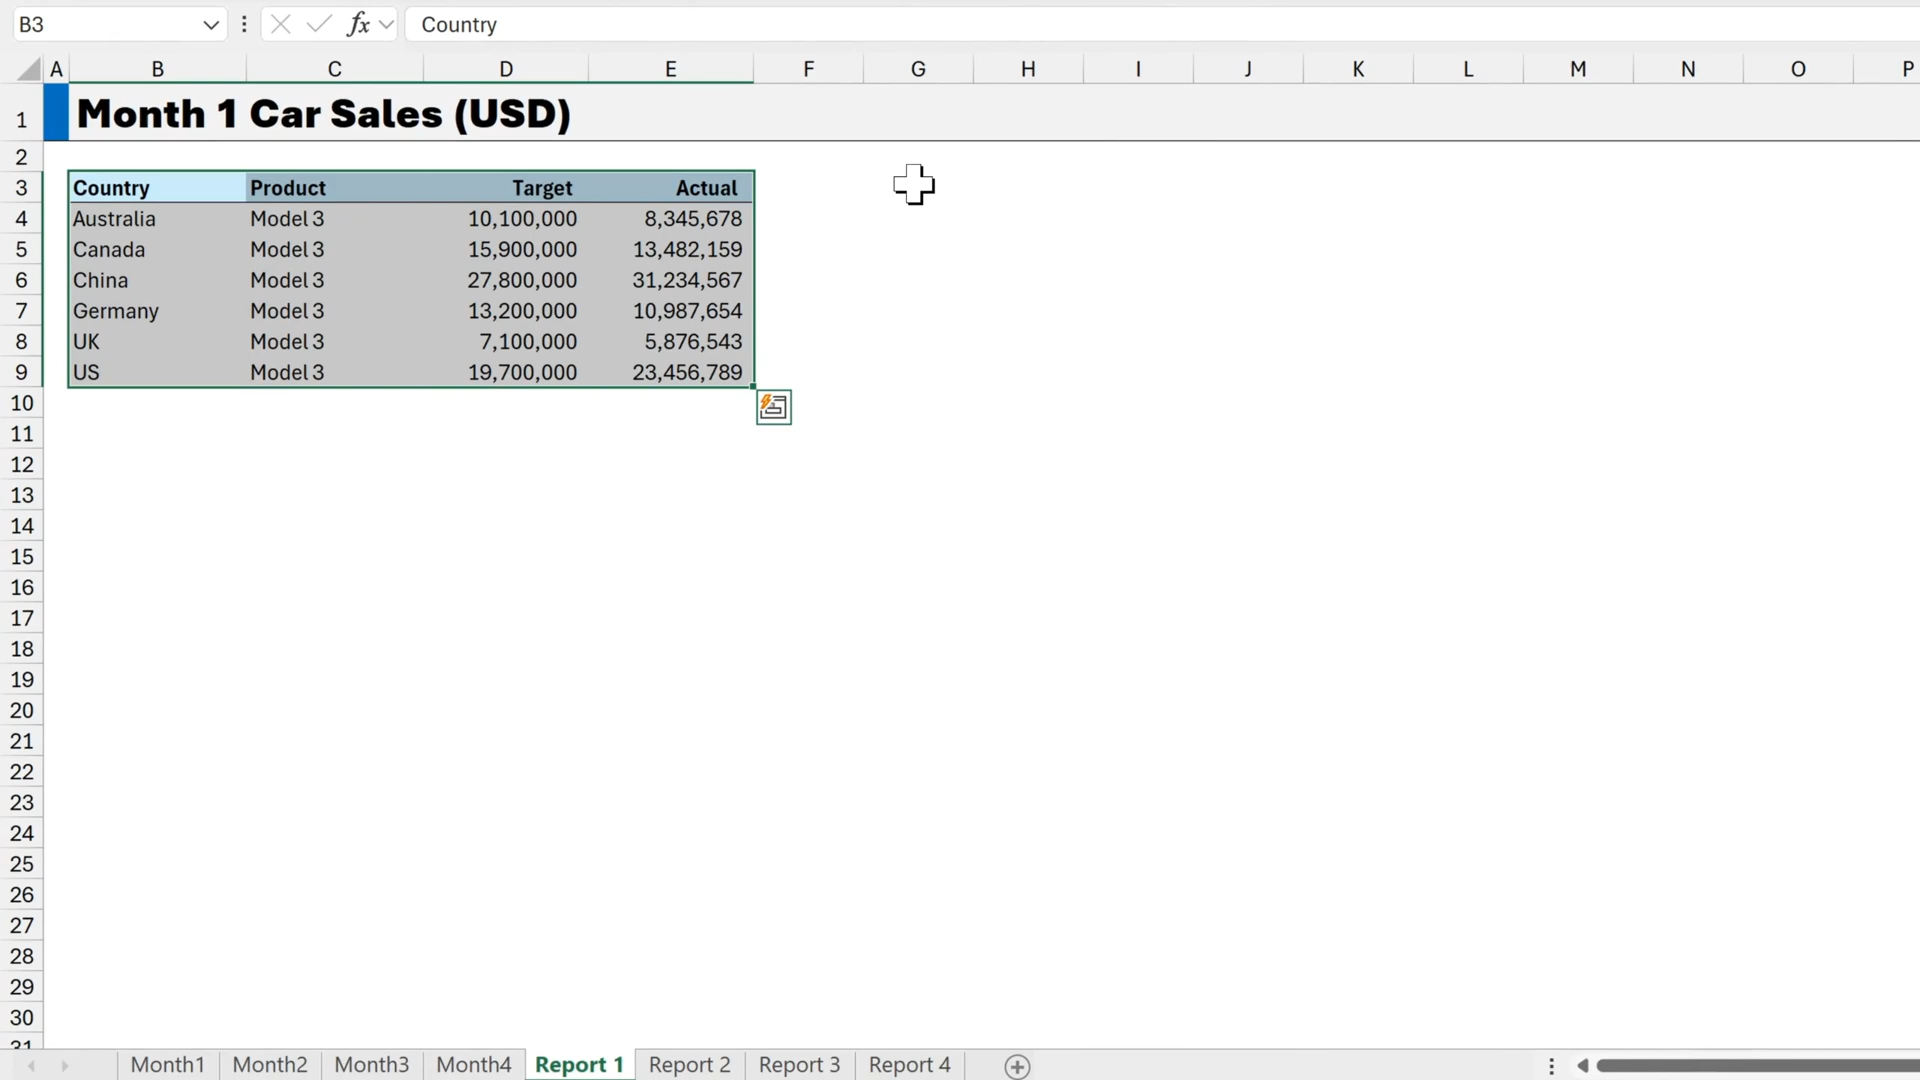 B3 fx Country
A B C D E F G H I J K L M N O P
1 Month 1 Car Sales (USD)
2
3 Country Product Target Actual
4 Australia Model 3 10,100,000 8,345,678
5 Canada Model 3 15,900,000 13,482,159
6 China Model 3 27,800,000 31,234,567
7 Germany Model 3 13,200,000 10,987,654
8 UK Model 3 7,100,000 5,876,543
9 US Model 3 19,700,000 23,456,789
10
11
12
13
14
15
16
17
18
19
20
21
22
23
24
25
26
27
28
29
30
31
Month1 Month2 Month3 Month4 Report 1 Report 2 Report 3 Report 4